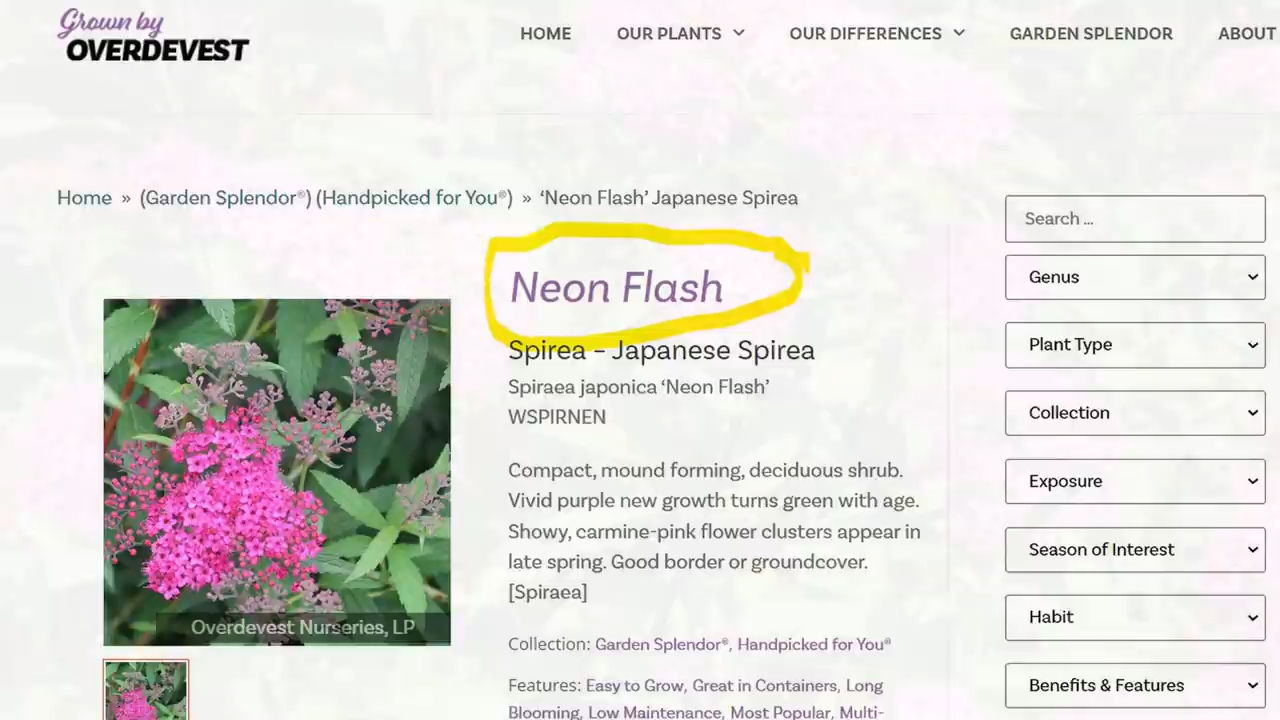 Grown by
OVERDEVEST
HOME OUR PLANTS OUR DIFFERENCES GARDEN SPLENDOR ABOUT
Home » (Garden Splendor®) (Handpicked for You®) » ‘Neon Flash’ Japanese Spirea
Neon Flash
Spirea – Japanese Spirea
Spiraea japonica ‘Neon Flash’
WSPIRNEN
Compact, mound forming, deciduous shrub.
Vivid purple new growth turns green with age.
Showy, carmine-pink flower clusters appear in
late spring. Good border or groundcover.
[Spiraea]
Collection: Garden Splendor®, Handpicked for You®
Features: Easy to Grow, Great in Containers, Long
Blooming, Low Maintenance, Most Popular, Multi-
Overdevest Nurseries, LP
Search ...
Genus
Plant Type
Collection
Exposure
Season of Interest
Habit
Benefits & Features